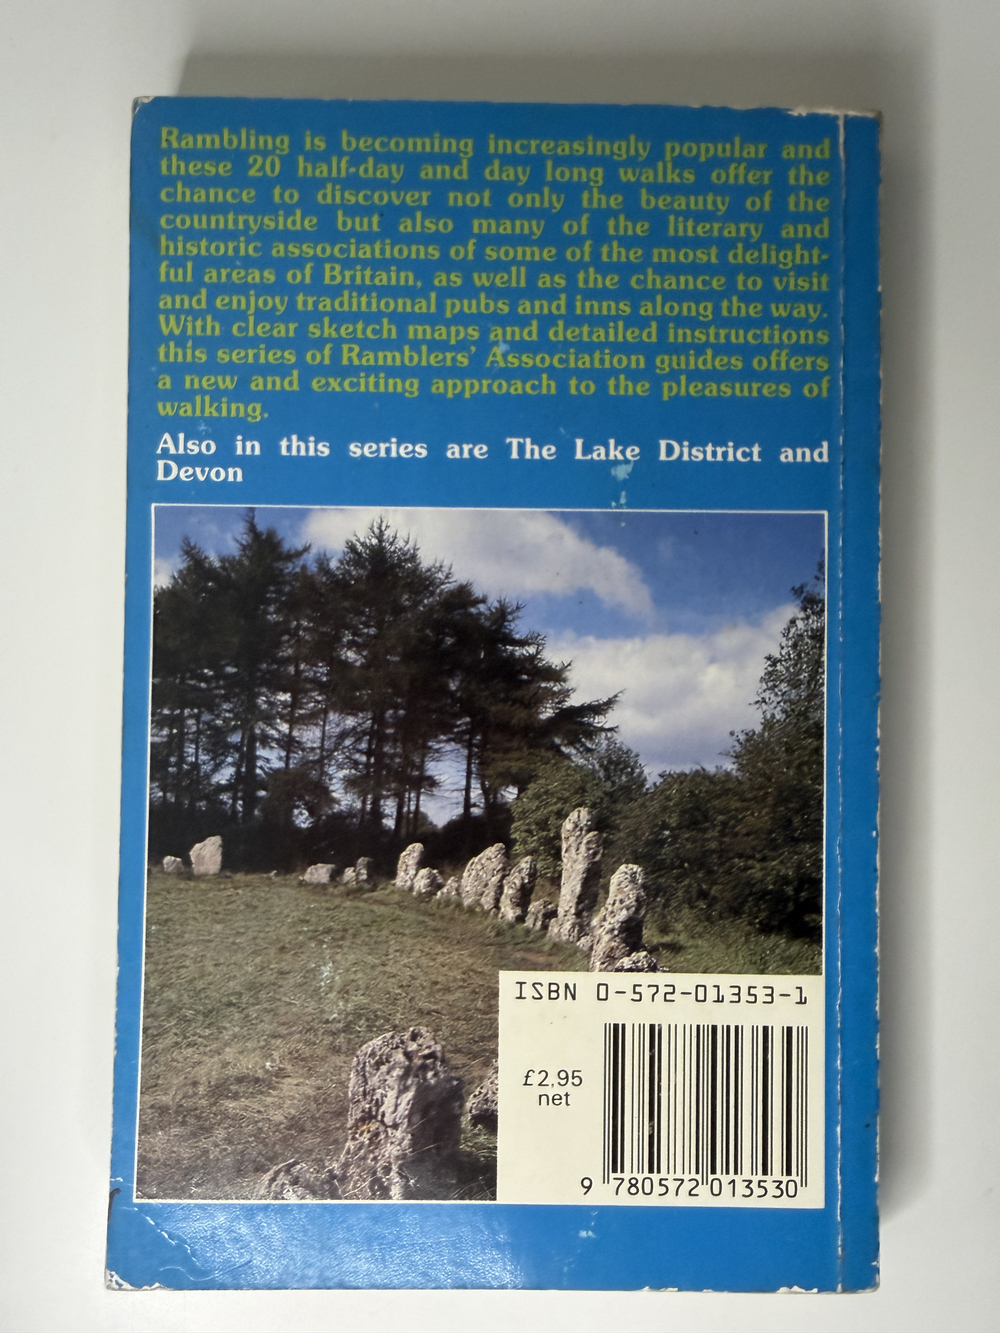 Rambling is becoming increasingly popular and
these 20 half-day and day long walks offer the
chance to discover not only the beauty of the
countryside but also many of the literary and
historic associations of some of the most delight-
ful areas of Britain, as well as the chance to visit
and enjoy traditional pubs and inns along the way.
With clear sketch maps and detailed instructions
this series of Ramblers' Association guides offers
a new and exciting approach to the pleasures of
walking.
Also in this series are The Lake District and
Devon
ISBN 0-572-01353-1
£2.95
net
9 780572 013530